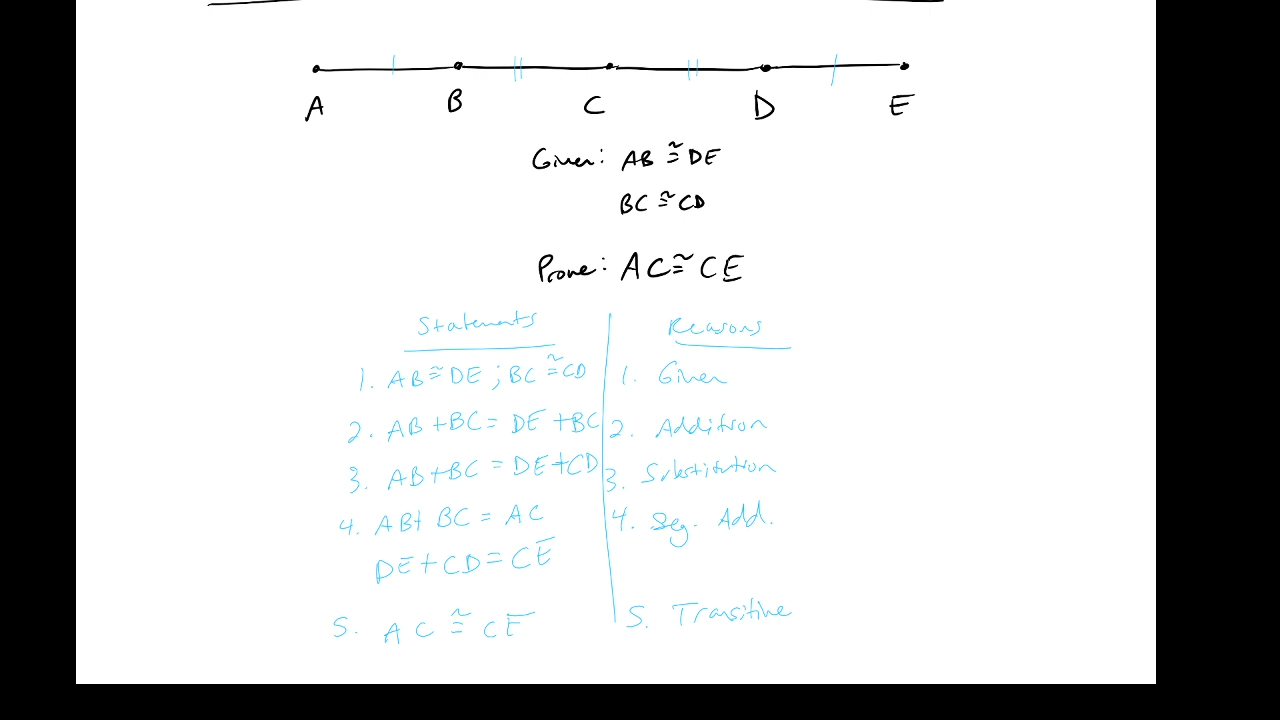 A B C D E
Given: AB ≅ DE
BC ≅ CD
Prove: AC ≅ CE
Statements Reasons
1. AB ≅ DE ; BC ≅ CD 1. Given
2. AB + BC = DE + BC 2. Addition
3. AB + BC = DE + CD 3. Substitution
4. AB + BC = AC 4. Seg. Add.
DE + CD = CE
5. AC ≅ CE 5. Transitive